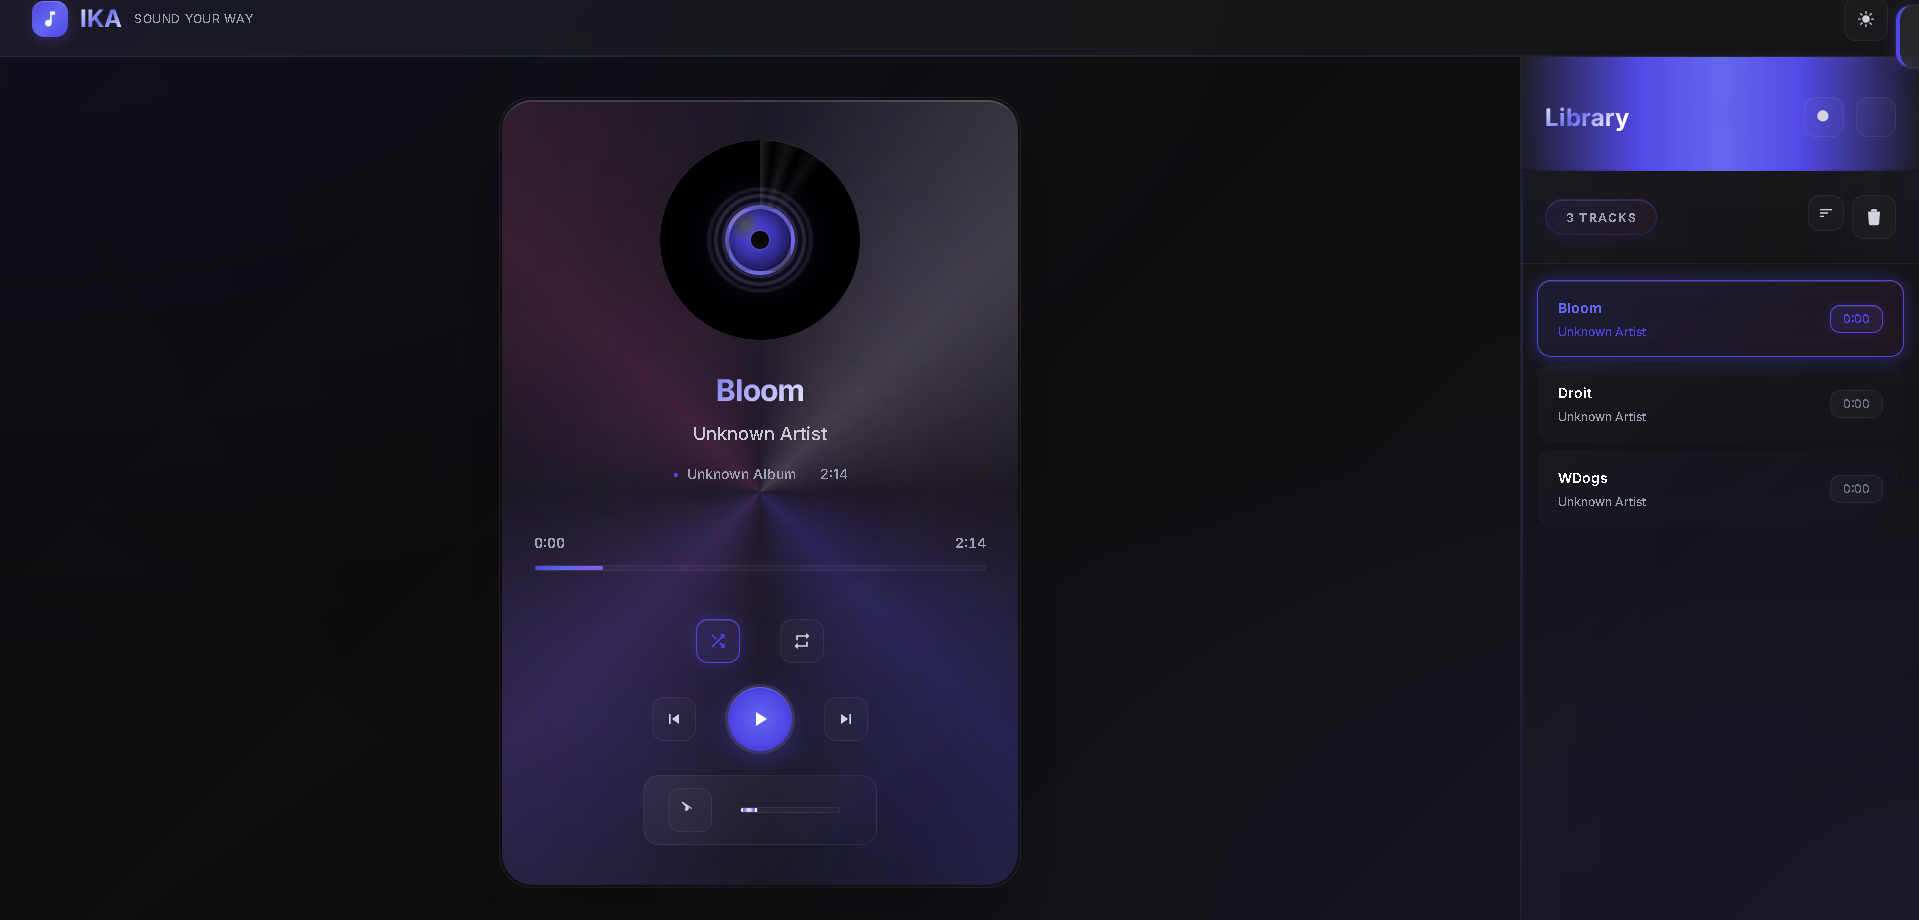 IKA SOUND YOUR WAY
Bloom
Unknown Artist
Unknown Album 2:14
0:00 2:14
Library
3 TRACKS
Bloom
Unknown Artist
0:00
Droit
Unknown Artist
0:00
WDogs
Unknown Artist
0:00